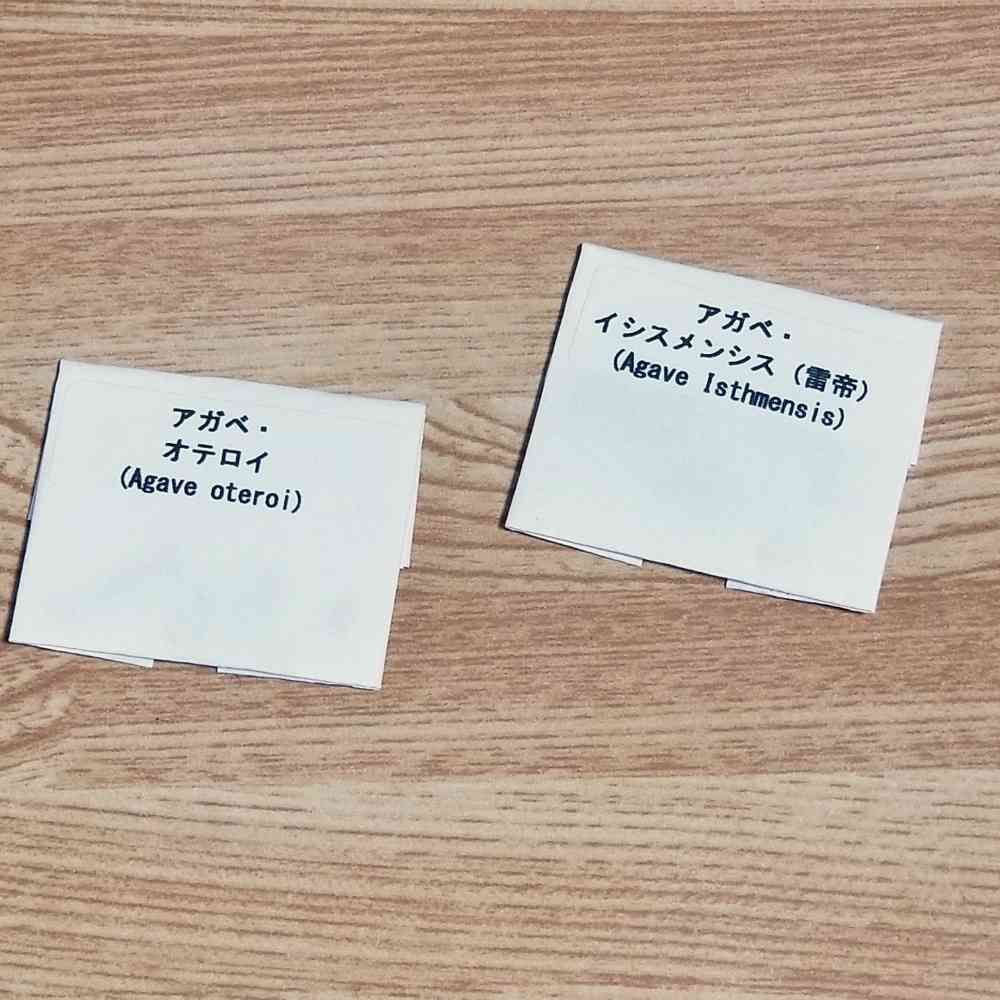 アガベ・
オテロイ
(Agave oteroi)
アガベ・
イシスメンシス (雷帝)
(Agave Isthmensis)